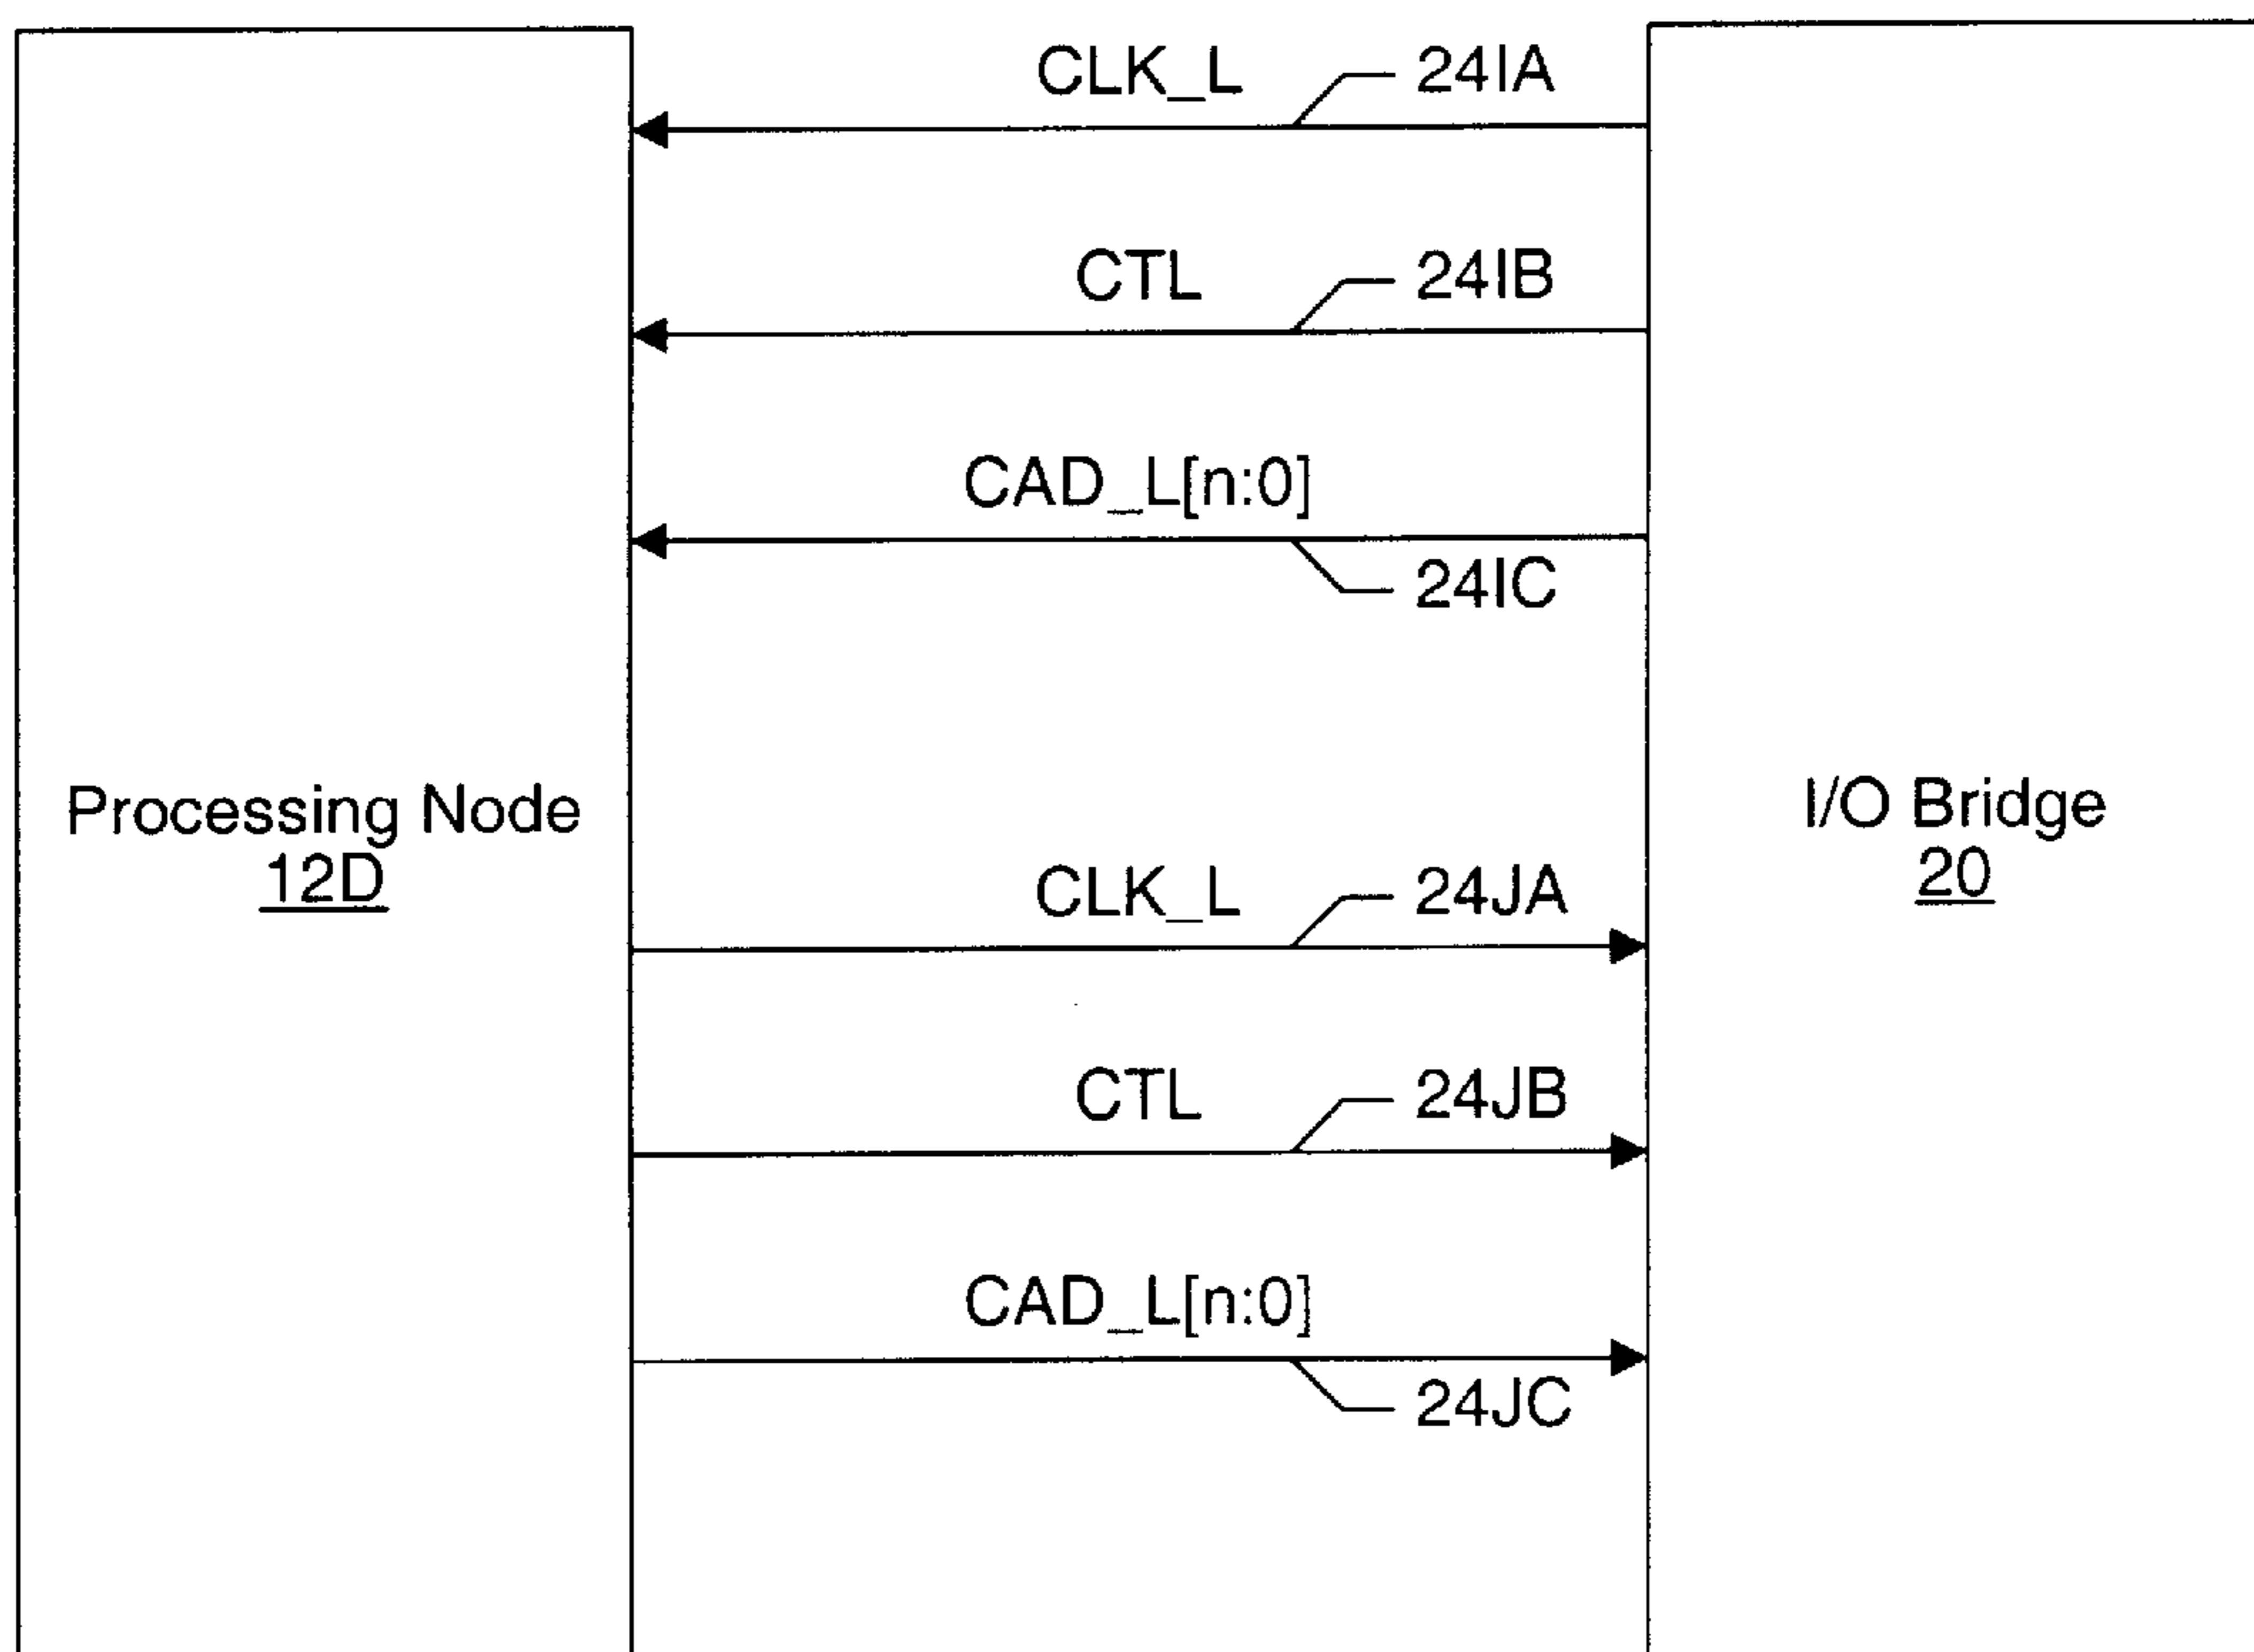 CLK_L 24IA
CTL 24IB
CAD_L[n:0]
24IC
Processing Node
12D
I/O Bridge
20
CLK_L 24JA
CTL 24JB
CAD_L[n:0]
24JC